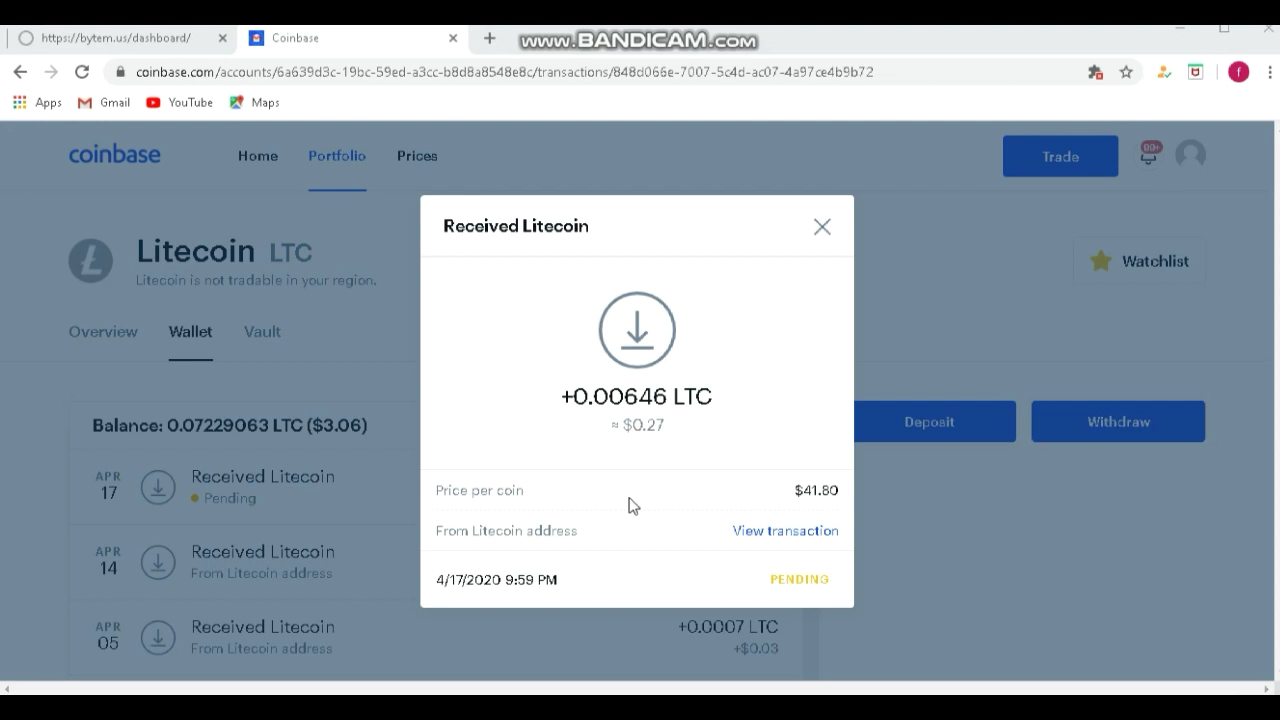 https://bytem.us/dashboard/
Coinbase
www.BANDICAM.com
coinbase.com/accounts/6a639d3c-19bc-59ed-a3cc-b8d8a8548e8c/transactions/848d066e-7007-5c4d-ac07-4a97ce4b9b72
f
Apps
Gmail
YouTube
Maps
coinbase
Home
Portfolio
Prices
Trade
99+
Litecoin LTC
Litecoin is not tradable in your region.
Watchlist
Overview
Wallet
Vault
Balance: 0.07229063 LTC ($3.06)
Deposit
Withdraw
APR
17
Received Litecoin
Pending
APR
14
Received Litecoin
From Litecoin address
APR
05
Received Litecoin
From Litecoin address
+0.0007 LTC
+$0.03
Received Litecoin
+0.00646 LTC
≈ $0.27
Price per coin
$41.80
From Litecoin address
View transaction
4/17/2020 9:59 PM
PENDING